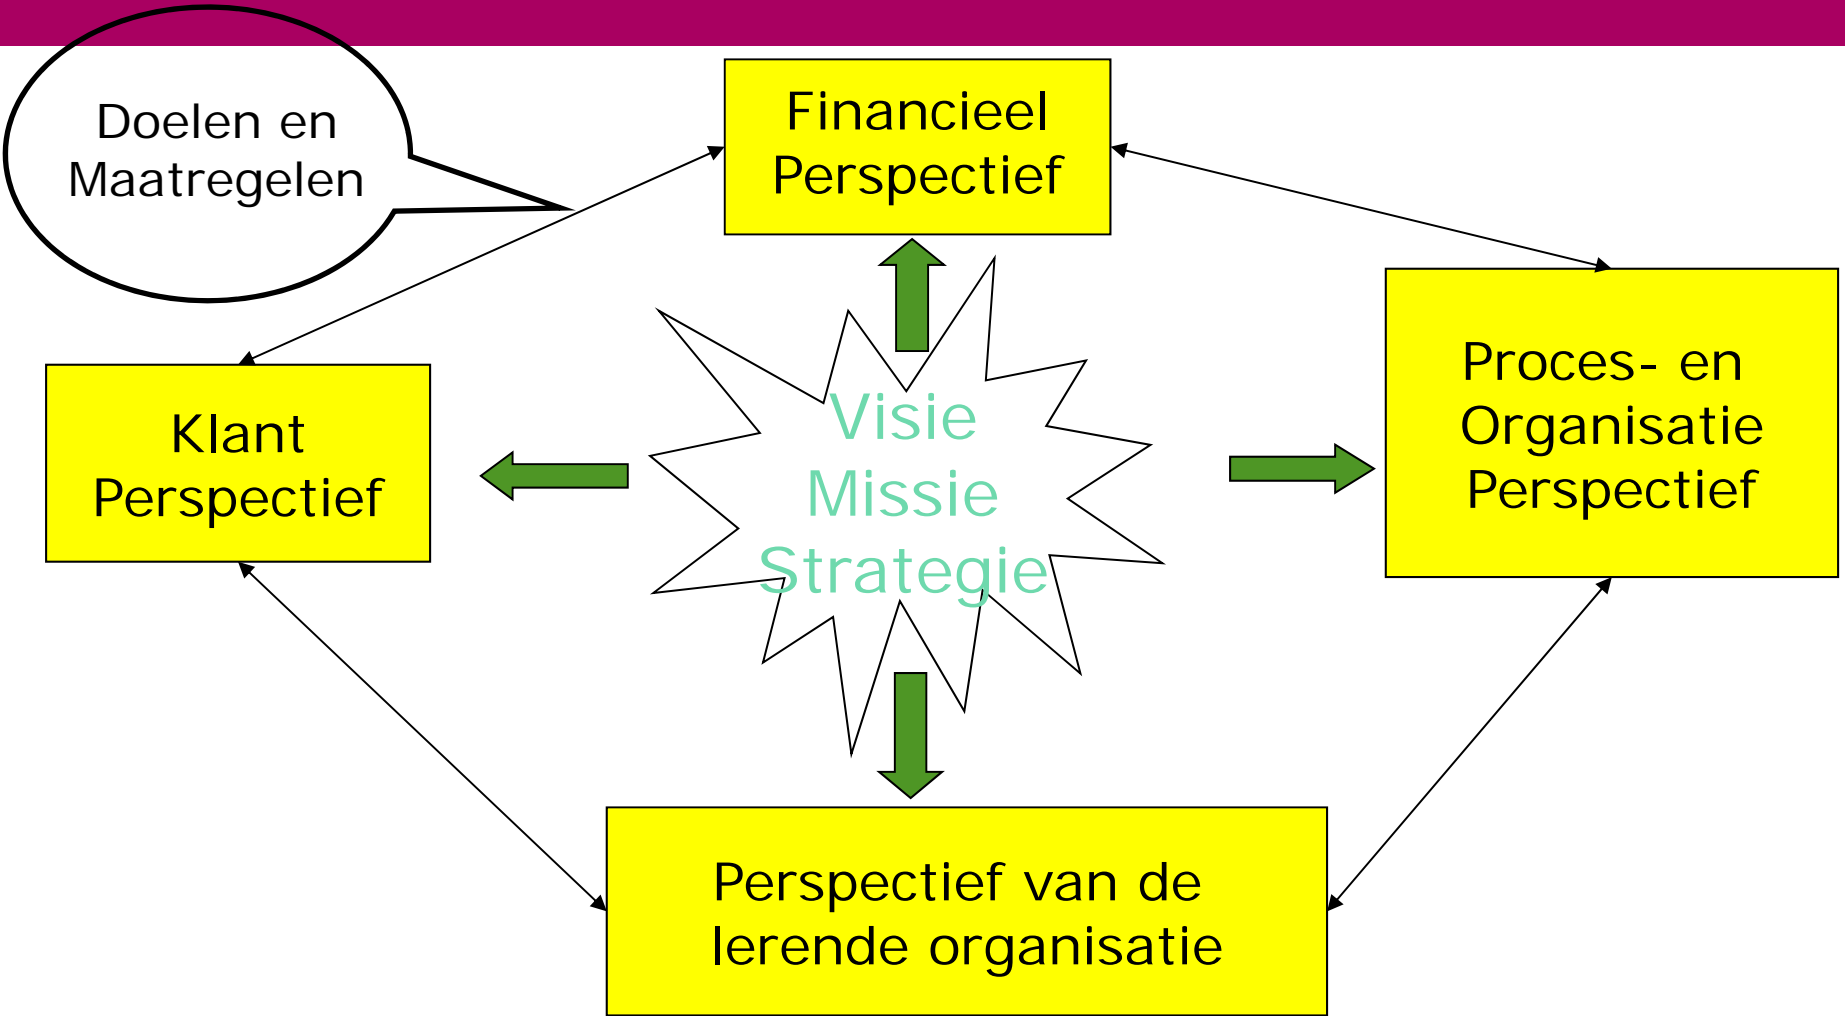 Doelen en
Maatregelen
Financieel
Perspectief
Klant
Perspectief
Visie
Missie
Strategie
Proces- en
Organisatie
Perspectief
Perspectief van de
lerende organisatie